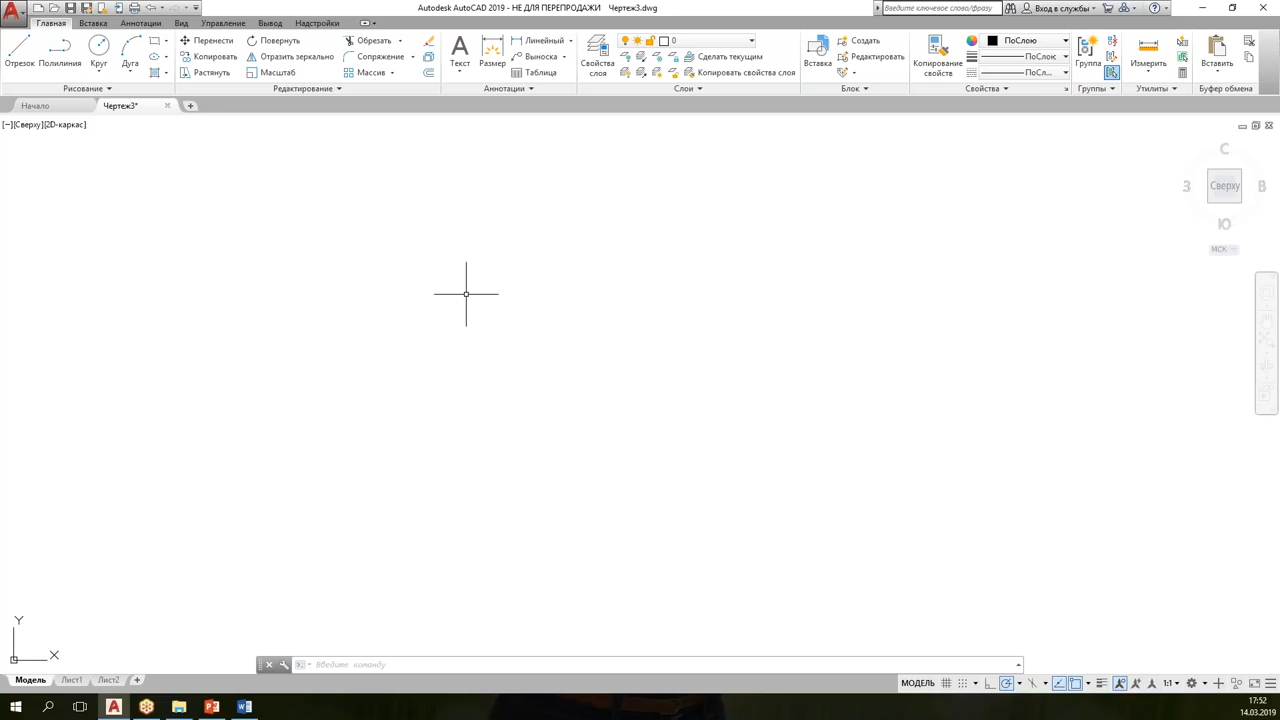 Autodesk AutoCAD 2019 - НЕ ДЛЯ ПЕРЕПРОДАЖИ Чертеж3.dwg
Введите ключевое слово/фразу
Вход в службы
Главная Вставка Аннотации Вид Управление Вывод Надстройки
Отрезок Полилиния Круг Дуга
Перенести Повернуть Обрезать
Копировать Отразить зеркально Сопряжение
Растянуть Масштаб Массив
Текст Размер
Линейный
Выноска
Таблица
Свойства слоя
0
Сделать текущим
Копировать свойства слоя
Вставка
Создать
Редактировать
Копирование свойств
ПоСлою
ПоСлою
ПоСл...
Группа
Измерить
Вставить
Рисование Редактирование Аннотации Слои Блок Свойства Группы Утилиты Буфер обмена
Начало Чертеж3*
[−][Сверху][2D-каркас]
С
З Сверху В
Ю
МСК
Y
X
Введите команду
Модель Лист1 Лист2 +
МОДЕЛЬ
1:1
17:52
14.03.2019